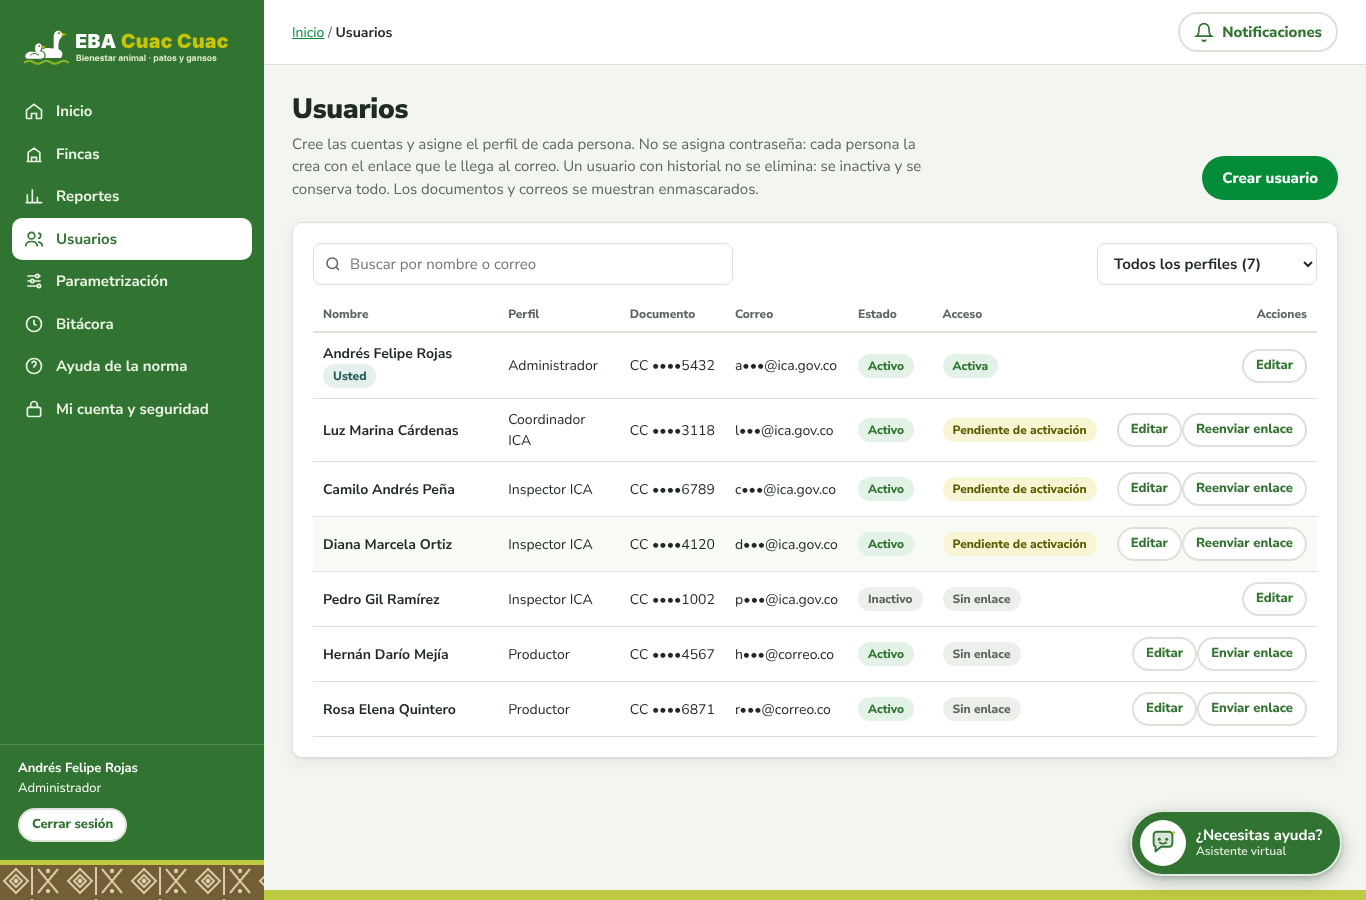 EBA Cuac Cuac
Bienestar animal · patos y gansos
Inicio
Fincas
Reportes
Usuarios
Parametrización
Bitácora
Ayuda de la norma
Mi cuenta y seguridad
Andrés Felipe Rojas
Administrador
Cerrar sesión
Inicio / Usuarios
Notificaciones
Usuarios
Cree las cuentas y asigne el perfil de cada persona. No se asigna contraseña: cada persona la
crea con el enlace que le llega al correo. Un usuario con historial no se elimina: se inactiva y se
conserva todo. Los documentos y correos se muestran enmascarados.
Crear usuario
Buscar por nombre o correo
Todos los perfiles (7)
Nombre Perfil Documento Correo Estado Acceso Acciones
Andrés Felipe Rojas
Usted
Administrador CC ••••5432 a•••@ica.gov.co Activo Activa Editar
Luz Marina Cárdenas
Coordinador
ICA
CC ••••3118 l•••@ica.gov.co Activo Pendiente de activación Editar Reenviar enlace
Camilo Andrés Peña Inspector ICA CC ••••6789 c•••@ica.gov.co Activo Pendiente de activación Editar Reenviar enlace
Diana Marcela Ortiz Inspector ICA CC ••••4120 d•••@ica.gov.co Activo Pendiente de activación Editar Reenviar enlace
Pedro Gil Ramírez Inspector ICA CC ••••1002 p•••@ica.gov.co Inactivo Sin enlace Editar
Hernán Darío Mejía Productor CC ••••4567 h•••@correo.co Activo Sin enlace Editar Enviar enlace
Rosa Elena Quintero Productor CC ••••6871 r•••@correo.co Activo Sin enlace Editar Enviar enlace
¿Necesitas ayuda?
Asistente virtual